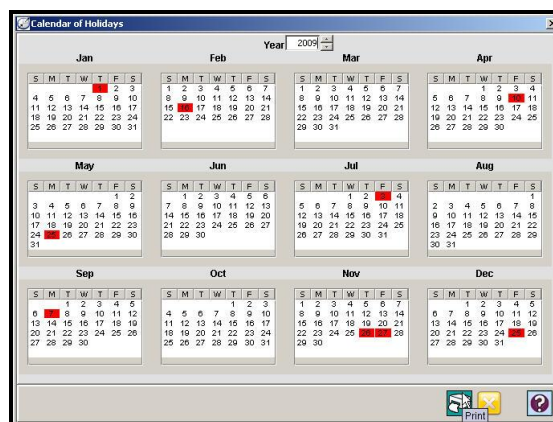 Calendar of Holidays
Year 2009
Jan
S M T W T F S
1 2 3
4 5 6 7 8 9 10
11 12 13 14 15 16 17
18 19 20 21 22 23 24
25 26 27 28 29 30 31
Feb
S M T W T F S
1 2 3 4 5 6 7
8 9 10 11 12 13 14
15 16 17 18 19 20 21
22 23 24 25 26 27 28
Mar
S M T W T F S
1 2 3 4 5 6 7
8 9 10 11 12 13 14
15 16 17 18 19 20 21
22 23 24 25 26 27 28
29 30 31
Apr
S M T W T F S
1 2 3 4
5 6 7 8 9 10 11
12 13 14 15 16 17 18
19 20 21 22 23 24 25
26 27 28 29 30
May
S M T W T F S
1 2
3 4 5 6 7 8 9
10 11 12 13 14 15 16
17 18 19 20 21 22 23
24 25 26 27 28 29 30
31
Jun
S M T W T F S
1 2 3 4 5 6
7 8 9 10 11 12 13
14 15 16 17 18 19 20
21 22 23 24 25 26 27
28 29 30
Jul
S M T W T F S
1 2 3 4
5 6 7 8 9 10 11
12 13 14 15 16 17 18
19 20 21 22 23 24 25
26 27 28 29 30 31
Aug
S M T W T F S
1
2 3 4 5 6 7 8
9 10 11 12 13 14 15
16 17 18 19 20 21 22
23 24 25 26 27 28 29
30 31
Sep
S M T W T F S
1 2 3 4 5
6 7 8 9 10 11 12
13 14 15 16 17 18 19
20 21 22 23 24 25 26
27 28 29 30
Oct
S M T W T F S
1 2 3
4 5 6 7 8 9 10
11 12 13 14 15 16 17
18 19 20 21 22 23 24
25 26 27 28 29 30 31
Nov
S M T W T F S
1 2 3 4 5 6 7
8 9 10 11 12 13 14
15 16 17 18 19 20 21
22 23 24 25 26 27 28
29 30
Dec
S M T W T F S
1 2 3 4 5
6 7 8 9 10 11 12
13 14 15 16 17 18 19
20 21 22 23 24 25 26
27 28 29 30 31
Print